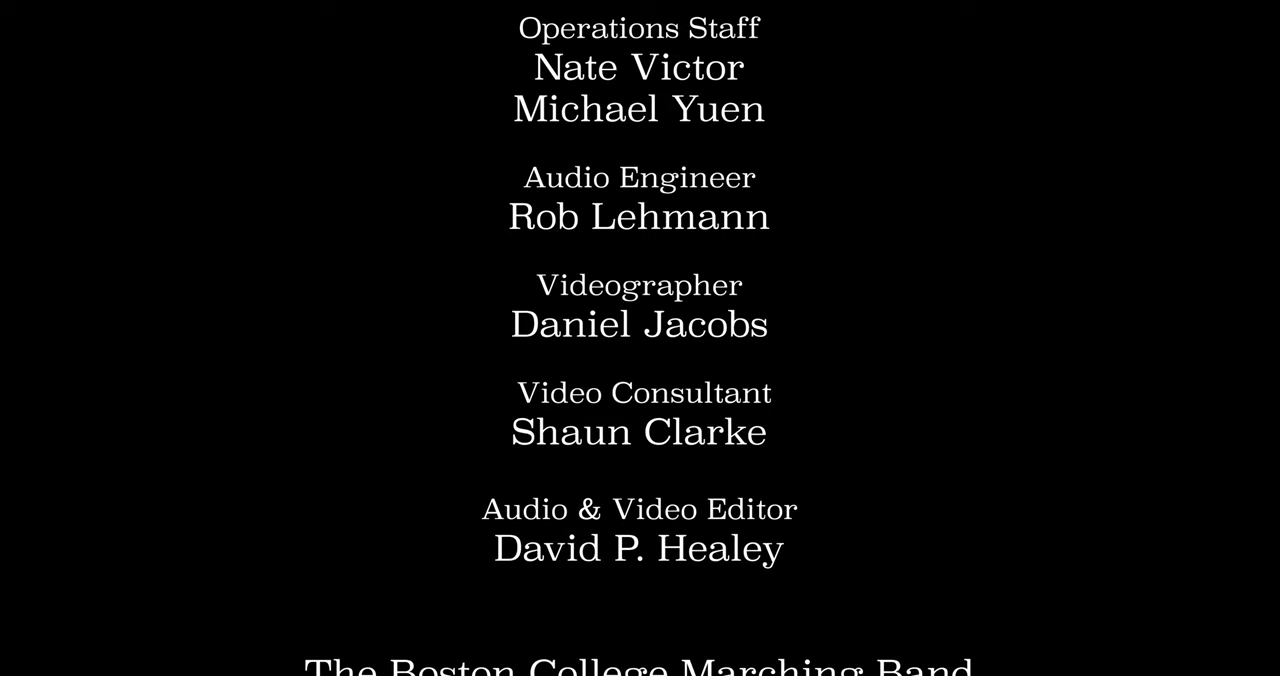 Operations Staff
Nate Victor
Michael Yuen
Audio Engineer
Rob Lehmann
Videographer
Daniel Jacobs
Video Consultant
Shaun Clarke
Audio & Video Editor
David P. Healey
The Boston College Marching Band